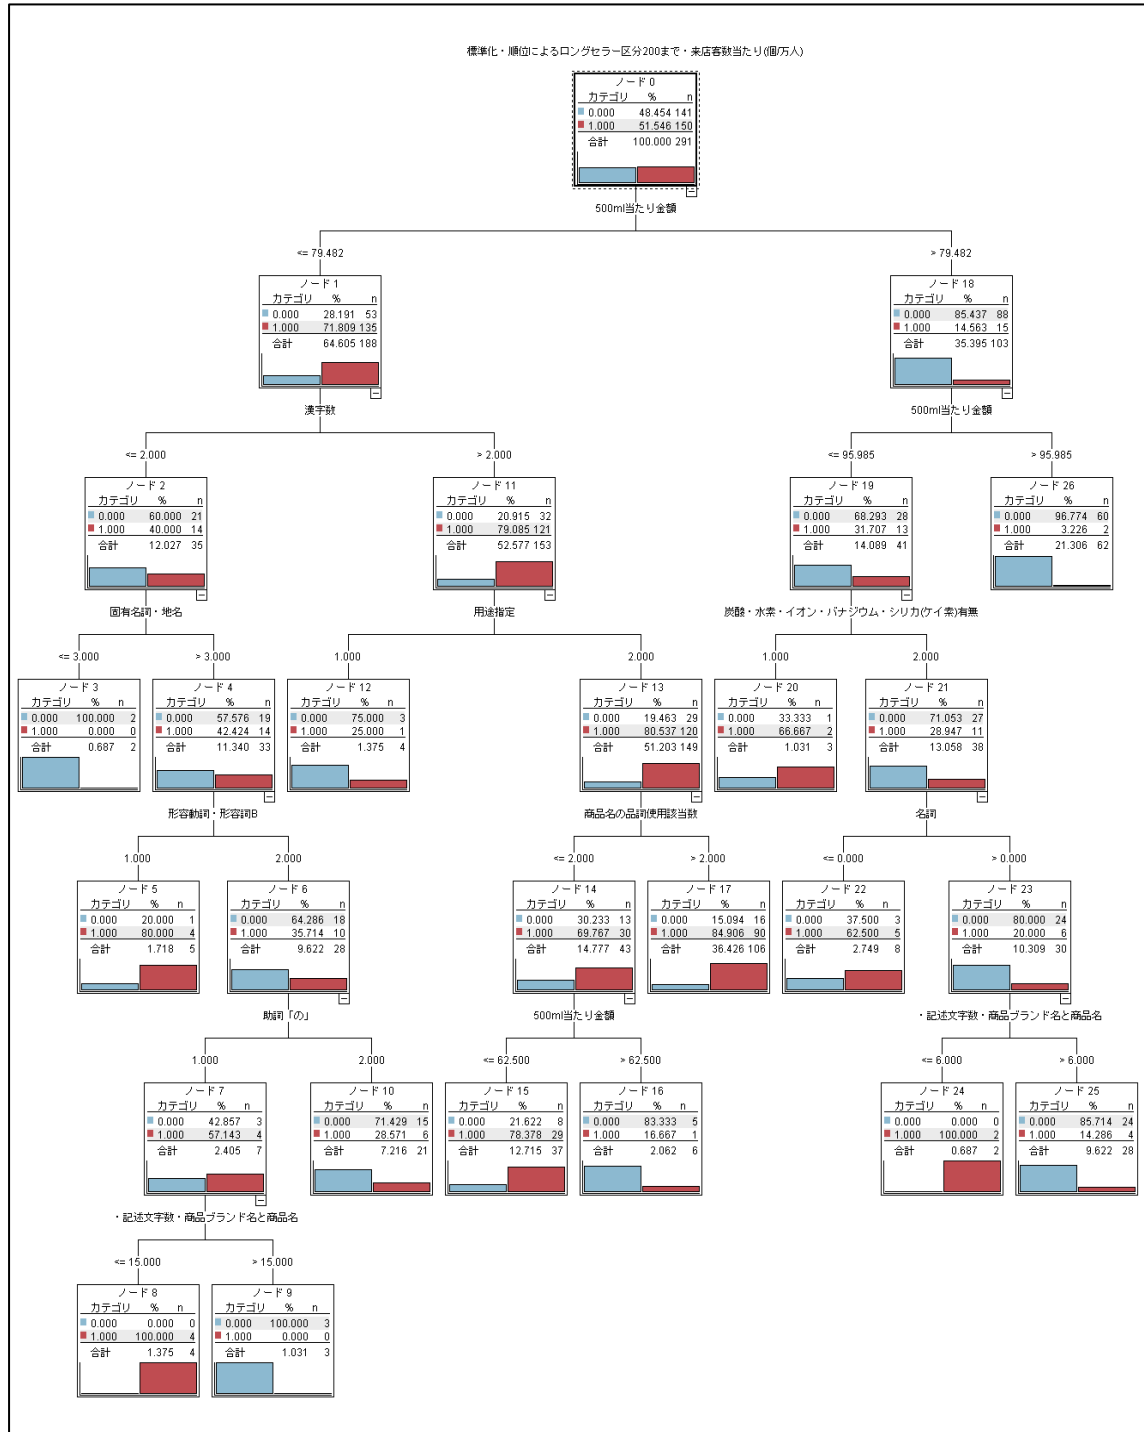 標準化・順位によるロングセラー区分200まで・来店客数当たり(個/万人)
ノード 0
カテゴリ % n
0.000 48.454 141
1.000 51.546 150
合計 100.000 291
500ml当たり金額
<= 79.482
> 79.482
ノード 1
カテゴリ % n
0.000 28.191 53
1.000 71.809 135
合計 64.605 188
ノード 18
カテゴリ % n
0.000 85.437 88
1.000 14.563 15
合計 35.395 103
漢字数
500ml当たり金額
<= 2.000
> 2.000
<= 95.985
> 95.985
ノード 2
カテゴリ % n
0.000 60.000 21
1.000 40.000 14
合計 12.027 35
ノード 11
カテゴリ % n
0.000 20.915 32
1.000 79.085 121
合計 52.577 153
ノード 19
カテゴリ % n
0.000 68.293 28
1.000 31.707 13
合計 14.089 41
ノード 26
カテゴリ % n
0.000 96.774 60
1.000 3.226 2
合計 21.306 62
固有名詞・地名
用途指定
炭酸・水素・イオン・バナジウム・シリカ(ケイ素)有無
<= 3.000
> 3.000
1.000
2.000
1.000
2.000
ノード 3
カテゴリ % n
0.000 100.000 2
1.000 0.000 0
合計 0.687 2
ノード 4
カテゴリ % n
0.000 57.576 19
1.000 42.424 14
合計 11.340 33
ノード 12
カテゴリ % n
0.000 75.000 3
1.000 25.000 1
合計 1.375 4
ノード 13
カテゴリ % n
0.000 19.463 29
1.000 80.537 120
合計 51.203 149
ノード 20
カテゴリ % n
0.000 33.333 1
1.000 66.667 2
合計 1.031 3
ノード 21
カテゴリ % n
0.000 71.053 27
1.000 28.947 11
合計 13.058 38
形容動詞・形容詞B
商品名の品詞使用該当数
名詞
1.000
2.000
<= 2.000
> 2.000
<= 0.000
> 0.000
ノード 5
カテゴリ % n
0.000 20.000 1
1.000 80.000 4
合計 1.718 5
ノード 6
カテゴリ % n
0.000 64.286 18
1.000 35.714 10
合計 9.622 28
ノード 14
カテゴリ % n
0.000 30.233 13
1.000 69.767 30
合計 14.777 43
ノード 17
カテゴリ % n
0.000 15.094 16
1.000 84.906 90
合計 36.426 106
ノード 22
カテゴリ % n
0.000 37.500 3
1.000 62.500 5
合計 2.749 8
ノード 23
カテゴリ % n
0.000 80.000 24
1.000 20.000 6
合計 10.309 30
助詞「の」
500ml当たり金額
・記述文字数・商品ブランド名と商品名
1.000
2.000
<= 62.500
> 62.500
<= 6.000
> 6.000
ノード 7
カテゴリ % n
0.000 42.857 3
1.000 57.143 4
合計 2.405 7
ノード 10
カテゴリ % n
0.000 71.429 15
1.000 28.571 6
合計 7.216 21
ノード 15
カテゴリ % n
0.000 21.622 8
1.000 78.378 29
合計 12.715 37
ノード 16
カテゴリ % n
0.000 83.333 5
1.000 16.667 1
合計 2.062 6
ノード 24
カテゴリ % n
0.000 0.000 0
1.000 100.000 2
合計 0.687 2
ノード 25
カテゴリ % n
0.000 85.714 24
1.000 14.286 4
合計 9.622 28
・記述文字数・商品ブランド名と商品名
<= 15.000
> 15.000
ノード 8
カテゴリ % n
0.000 0.000 0
1.000 100.000 4
合計 1.375 4
ノード 9
カテゴリ % n
0.000 100.000 3
1.000 0.000 0
合計 1.031 3